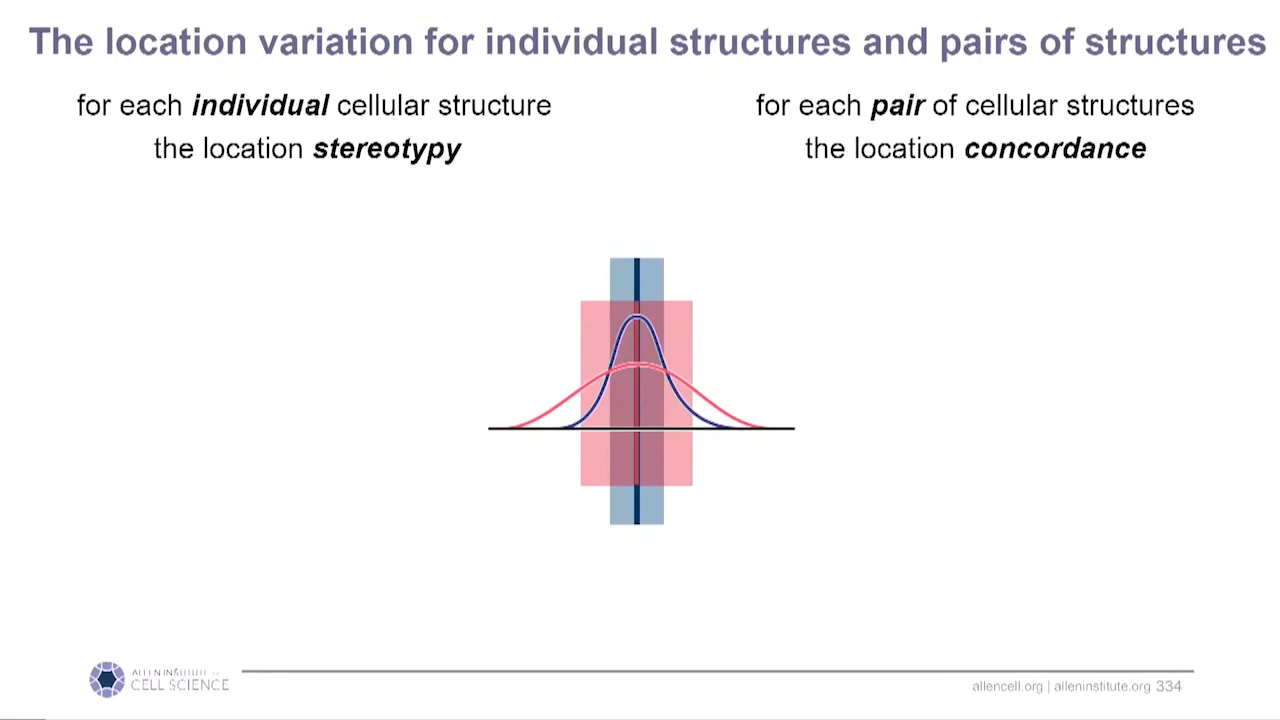 The location variation for individual structures and pairs of structures
for each individual cellular structure
the location stereotypy
for each pair of cellular structures
the location concordance
ALLEN INSTITUTE for
CELL SCIENCE
allencell.org | alleninstitute.org 334